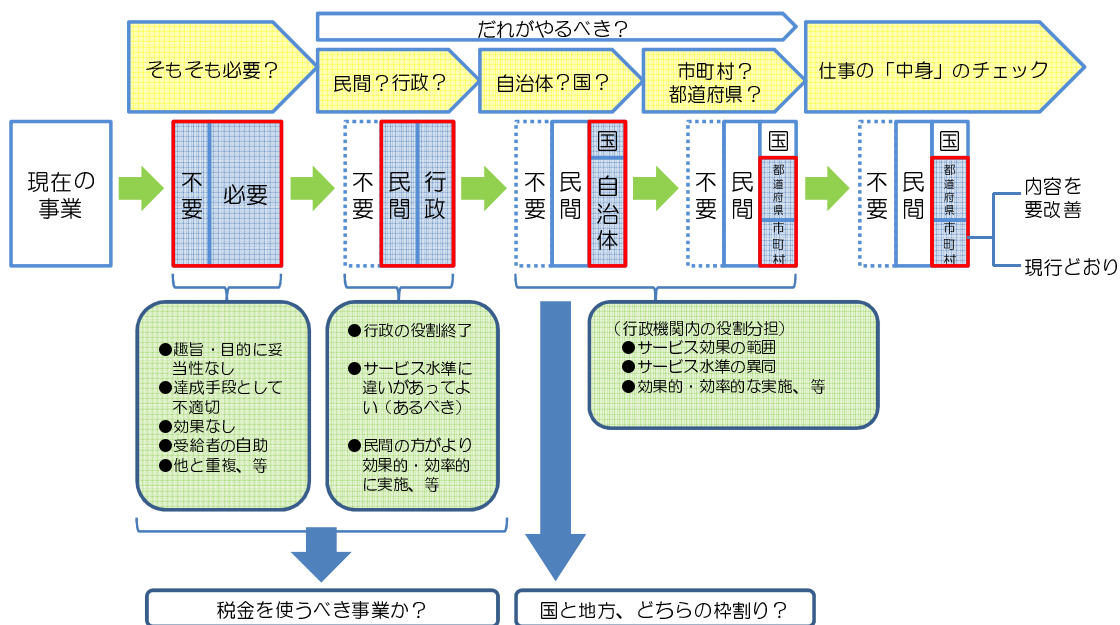 だれがやるべき？
そもそも必要？
民間？行政？
自治体？国？
市町村？
都道府県？
仕事の「中身」のチェック
現在の
事業
不要
必要
不要
民間
行政
不要
民間
国
自治体
不要
民間
国
都道府県
市町村
不要
民間
国
都道府県
市町村
内容を
要改善
現行どおり
●趣旨・目的に妥
当性なし
●達成手段として
不適切
●効果なし
●受給者の自助
●他と重複、等
●行政の役割終了
●サービス水準に
違いがあってよ
い（あるべき）
●民間の方がより
効果的・効率的
に実施、等
（行政機関内の役割分担）
●サービス効果の範囲
●サービス水準の異同
●効果的・効率的な実施、等
税金を使うべき事業か？
国と地方、どちらの枠割り？